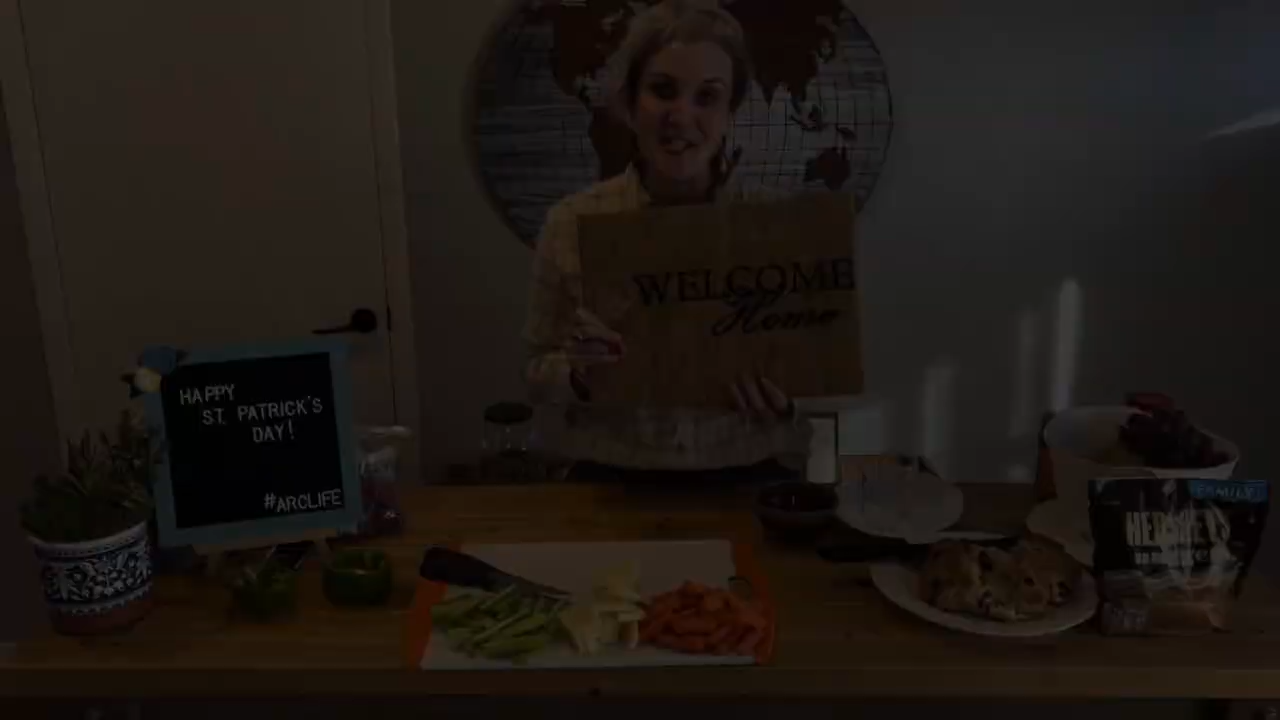 WELCOME
Home
HAPPY
ST. PATRICK'S
DAY!
#ARCLIFE
FAMILY
HERSHEY'S